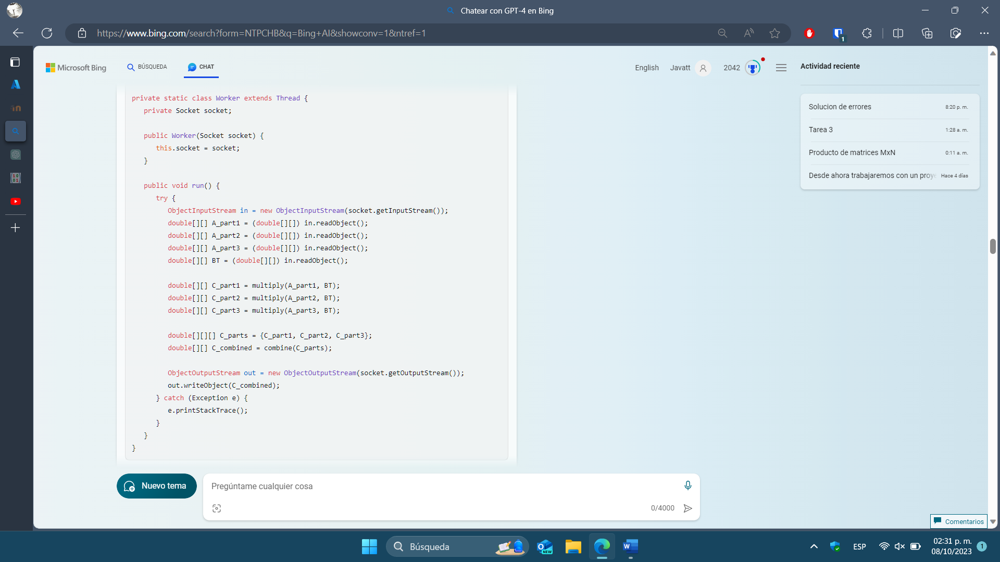 Chatear con GPT-4 en Bing
https://www.bing.com/search?form=NTPCHB&q=Bing+AI&showconv=1&ntref=1
1
Microsoft Bing
BÚSQUEDA
CHAT
English
Javatt
2042
Actividad reciente
Solucion de errores 8:20 p. m.
Tarea 3 1:28 a. m.
Producto de matrices MxN 0:11 a. m.
Desde ahora trabajaremos con un proye Hace 4 días
private static class Worker extends Thread {
private Socket socket;
public Worker(Socket socket) {
this.socket = socket;
}
public void run() {
try {
ObjectInputStream in = new ObjectInputStream(socket.getInputStream());
double[][] A_part1 = (double[][]) in.readObject();
double[][] A_part2 = (double[][]) in.readObject();
double[][] A_part3 = (double[][]) in.readObject();
double[][] BT = (double[][]) in.readObject();
double[][] C_part1 = multiply(A_part1, BT);
double[][] C_part2 = multiply(A_part2, BT);
double[][] C_part3 = multiply(A_part3, BT);
double[][][] C_parts = {C_part1, C_part2, C_part3};
double[][] C_combined = combine(C_parts);
ObjectOutputStream out = new ObjectOutputStream(socket.getOutputStream());
out.writeObject(C_combined);
} catch (Exception e) {
e.printStackTrace();
}
}
}
Nuevo tema
Pregúntame cualquier cosa
0/4000
Comentarios
Búsqueda
NEW
ESP
02:31 p. m.
08/10/2023
1